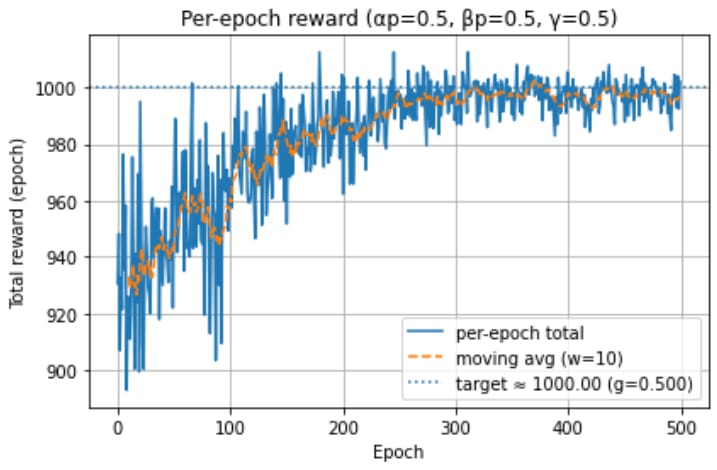 Per-epoch reward (αp=0.5, βp=0.5, γ=0.5)
Total reward (epoch)
1000
980
960
940
920
900
per-epoch total
moving avg (w=10)
target ≈ 1000.00 (g=0.500)
0 100 200 300 400 500
Epoch